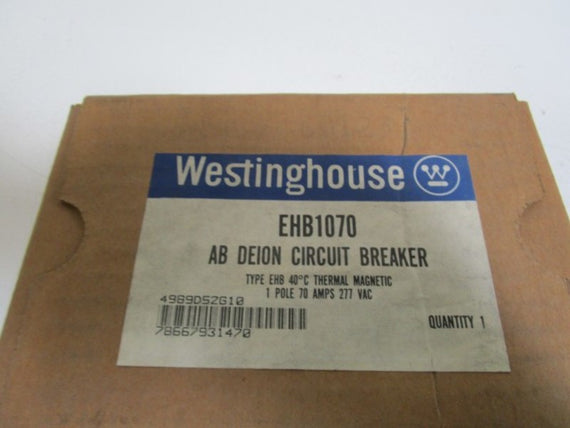 Westinghouse W
EHB1070
AB DEION CIRCUIT BREAKER
TYPE EHB 40°C THERMAL MAGNETIC
1 POLE 70 AMPS 277 VAC
4989D52G10
78667931470
QUANTITY 1